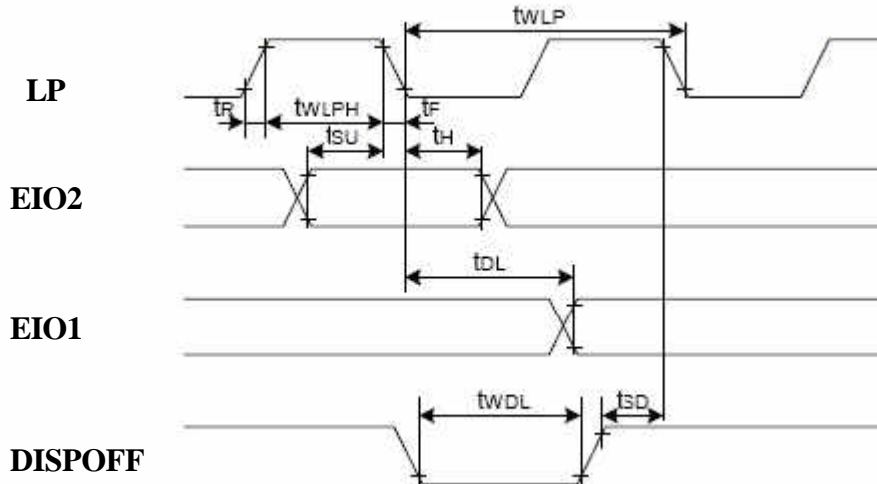 tWLP
LP
tR tWLPH tF
tSU tH
EIO2
tDL
EIO1
tWDL tSD
DISPOFF